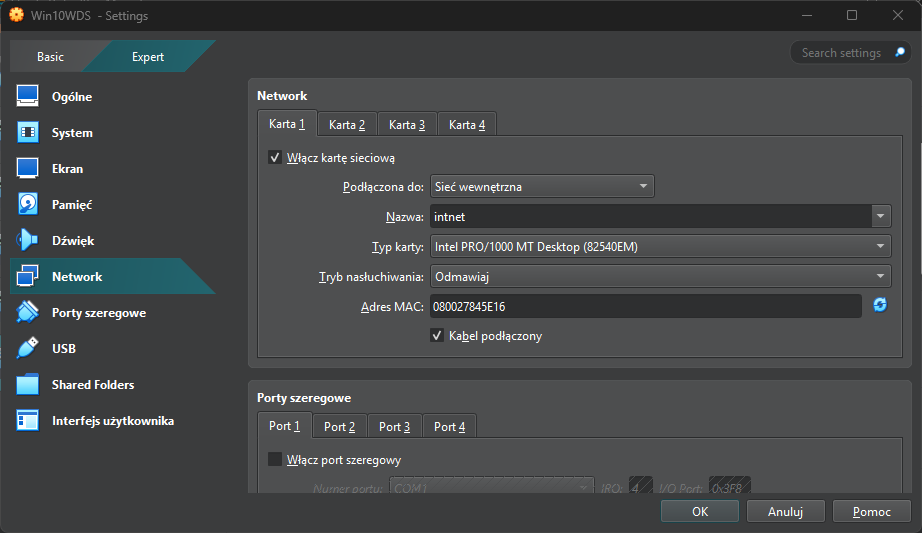 Win10WDS - Settings
Basic
Expert
Search settings
Ogólne
System
Ekran
Pamięć
Dźwięk
Network
Porty szeregowe
USB
Shared Folders
Interfejs użytkownika
Network
Karta 1
Karta 2
Karta 3
Karta 4
Włącz kartę sieciową
Podłączona do: Sieć wewnętrzna
Nazwa: intnet
Typ karty: Intel PRO/1000 MT Desktop (82540EM)
Tryb nasłuchiwania: Odmawiaj
Adres MAC: 080027845E16
Kabel podłączony
Porty szeregowe
Port 1
Port 2
Port 3
Port 4
Włącz port szeregowy
Numer portu: COM1 IRQ: 4 I/O Port: 0x3F8
OK
Anuluj
Pomoc